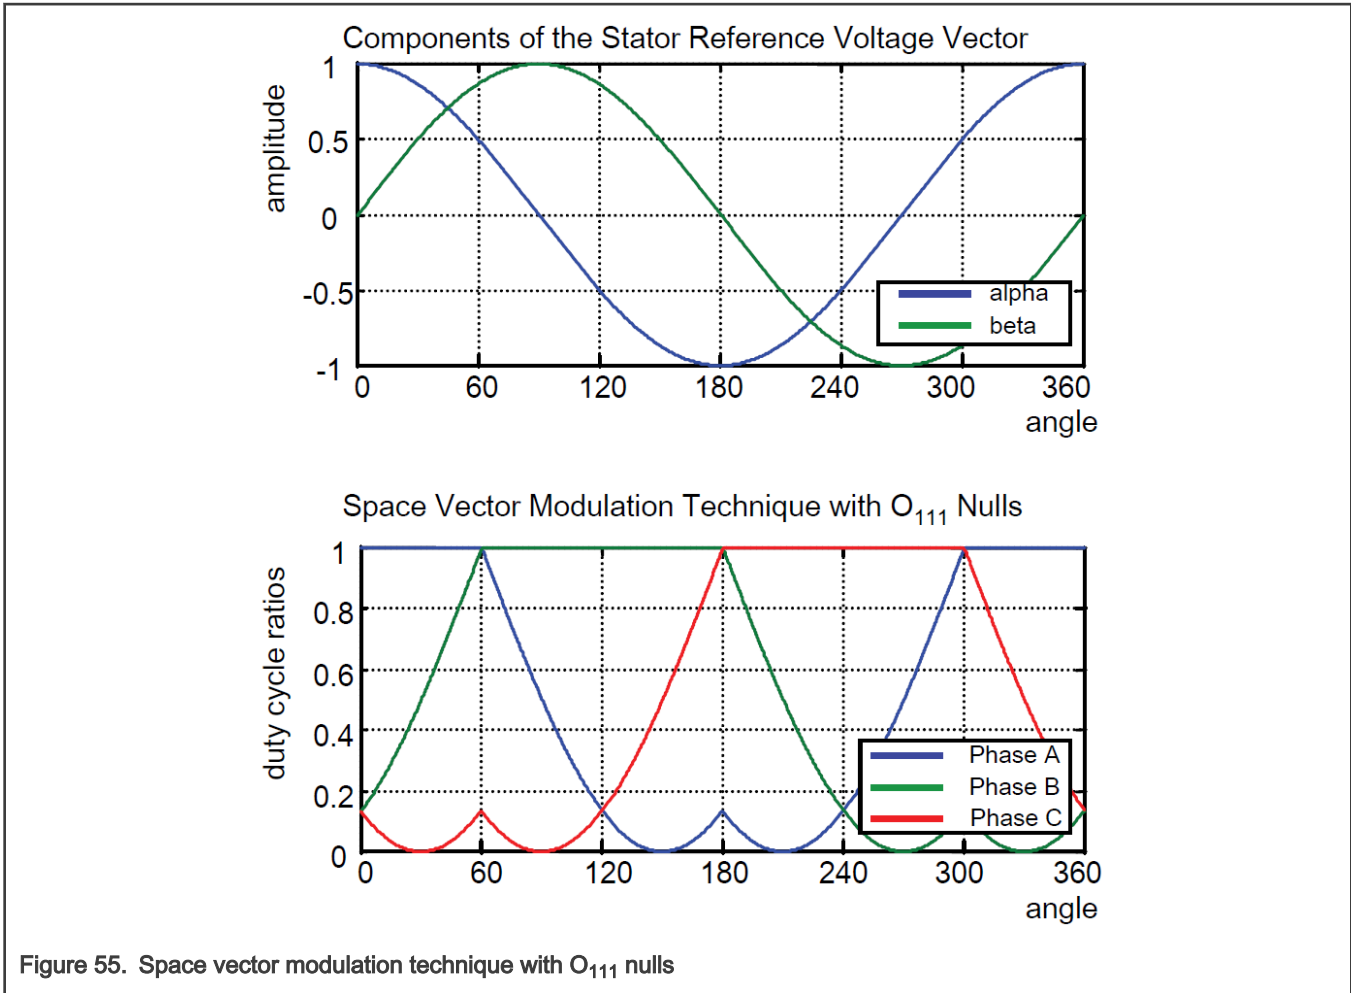 Components of the Stator Reference Voltage Vector
amplitude
1
0.5
0
-0.5
-1
0 60 120 180 240 300 360
angle
alpha
beta
Space Vector Modulation Technique with O111 Nulls
duty cycle ratios
1
0.8
0.6
0.4
0.2
0
0 60 120 180 240 300 360
angle
Phase A
Phase B
Phase C
Figure 55. Space vector modulation technique with O111 nulls